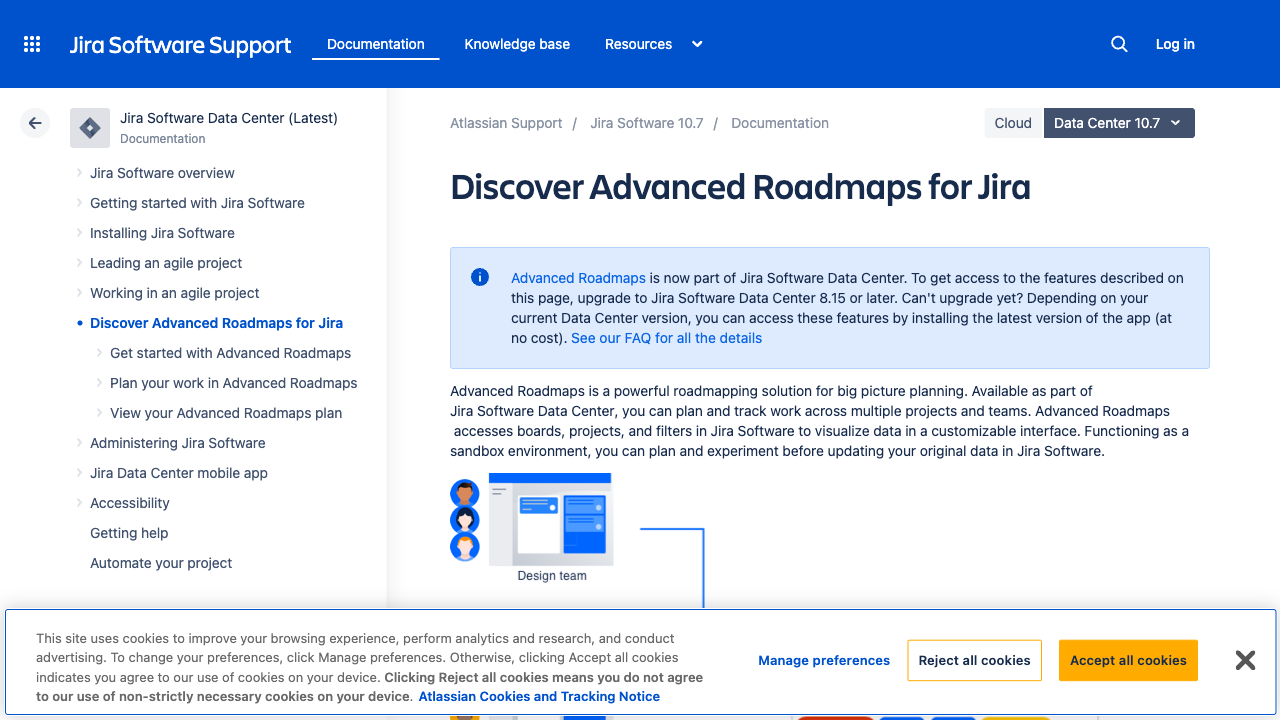 Jira Software Support
Documentation
Knowledge base
Resources
Log in
Jira Software Data Center (Latest)
Documentation
Jira Software overview
Getting started with Jira Software
Installing Jira Software
Leading an agile project
Working in an agile project
Discover Advanced Roadmaps for Jira
Get started with Advanced Roadmaps
Plan your work in Advanced Roadmaps
View your Advanced Roadmaps plan
Administering Jira Software
Jira Data Center mobile app
Accessibility
Getting help
Automate your project
Atlassian Support / Jira Software 10.7 / Documentation
Cloud
Data Center 10.7
Discover Advanced Roadmaps for Jira
Advanced Roadmaps is now part of Jira Software Data Center. To get access to the features described on
this page, upgrade to Jira Software Data Center 8.15 or later. Can't upgrade yet? Depending on your
current Data Center version, you can access these features by installing the latest version of the app (at
no cost). See our FAQ for all the details
Advanced Roadmaps is a powerful roadmapping solution for big picture planning. Available as part of
Jira Software Data Center, you can plan and track work across multiple projects and teams. Advanced Roadmaps
accesses boards, projects, and filters in Jira Software to visualize data in a customizable interface. Functioning as a
sandbox environment, you can plan and experiment before updating your original data in Jira Software.
Design team
This site uses cookies to improve your browsing experience, perform analytics and research, and conduct
advertising. To change your preferences, click Manage preferences. Otherwise, clicking Accept all cookies
indicates you agree to our use of cookies on your device. Clicking Reject all cookies means you do not agree
to our use of non-strictly necessary cookies on your device. Atlassian Cookies and Tracking Notice
Manage preferences
Reject all cookies
Accept all cookies